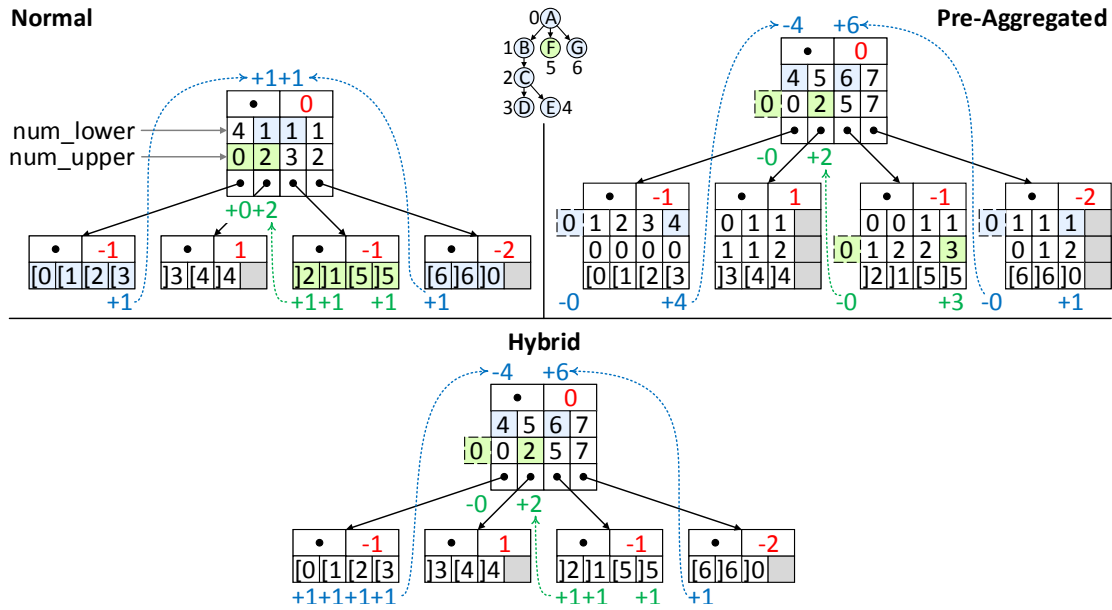 Normal
Pre-Aggregated
0 A
1 B F G
5 6
2 C
3 D E 4
+1+1
0
num_lower 4 1 1 1
num_upper 0 2 3 2
+0+2
-1 1 -1 -2
[0 [1 [2 [3 ]3 [4 ]4 ]2 ]1 [5 ]5 [6 ]6 ]0
+1 +1+1 +1 +1
-4 +6
0
4 5 6 7
0 0 2 5 7
-0 +2
-1 1 -1 -2
0 1 2 3 4 0 1 1 0 0 1 1 0 1 1 1
0 0 0 0 1 1 2 0 1 2 2 3 0 1 2
[0 [1 [2 [3 ]3 [4 ]4 ]2 ]1 [5 ]5 [6 ]6 ]0
-0 +4 -0 +3 -0 +1
Hybrid
-4 +6
0
4 5 6 7
0 0 2 5 7
-0 +2
-1 1 -1 -2
[0 [1 [2 [3 ]3 [4 ]4 ]2 ]1 [5 ]5 [6 ]6 ]0
+1+1+1+1 +1+1 +1 +1